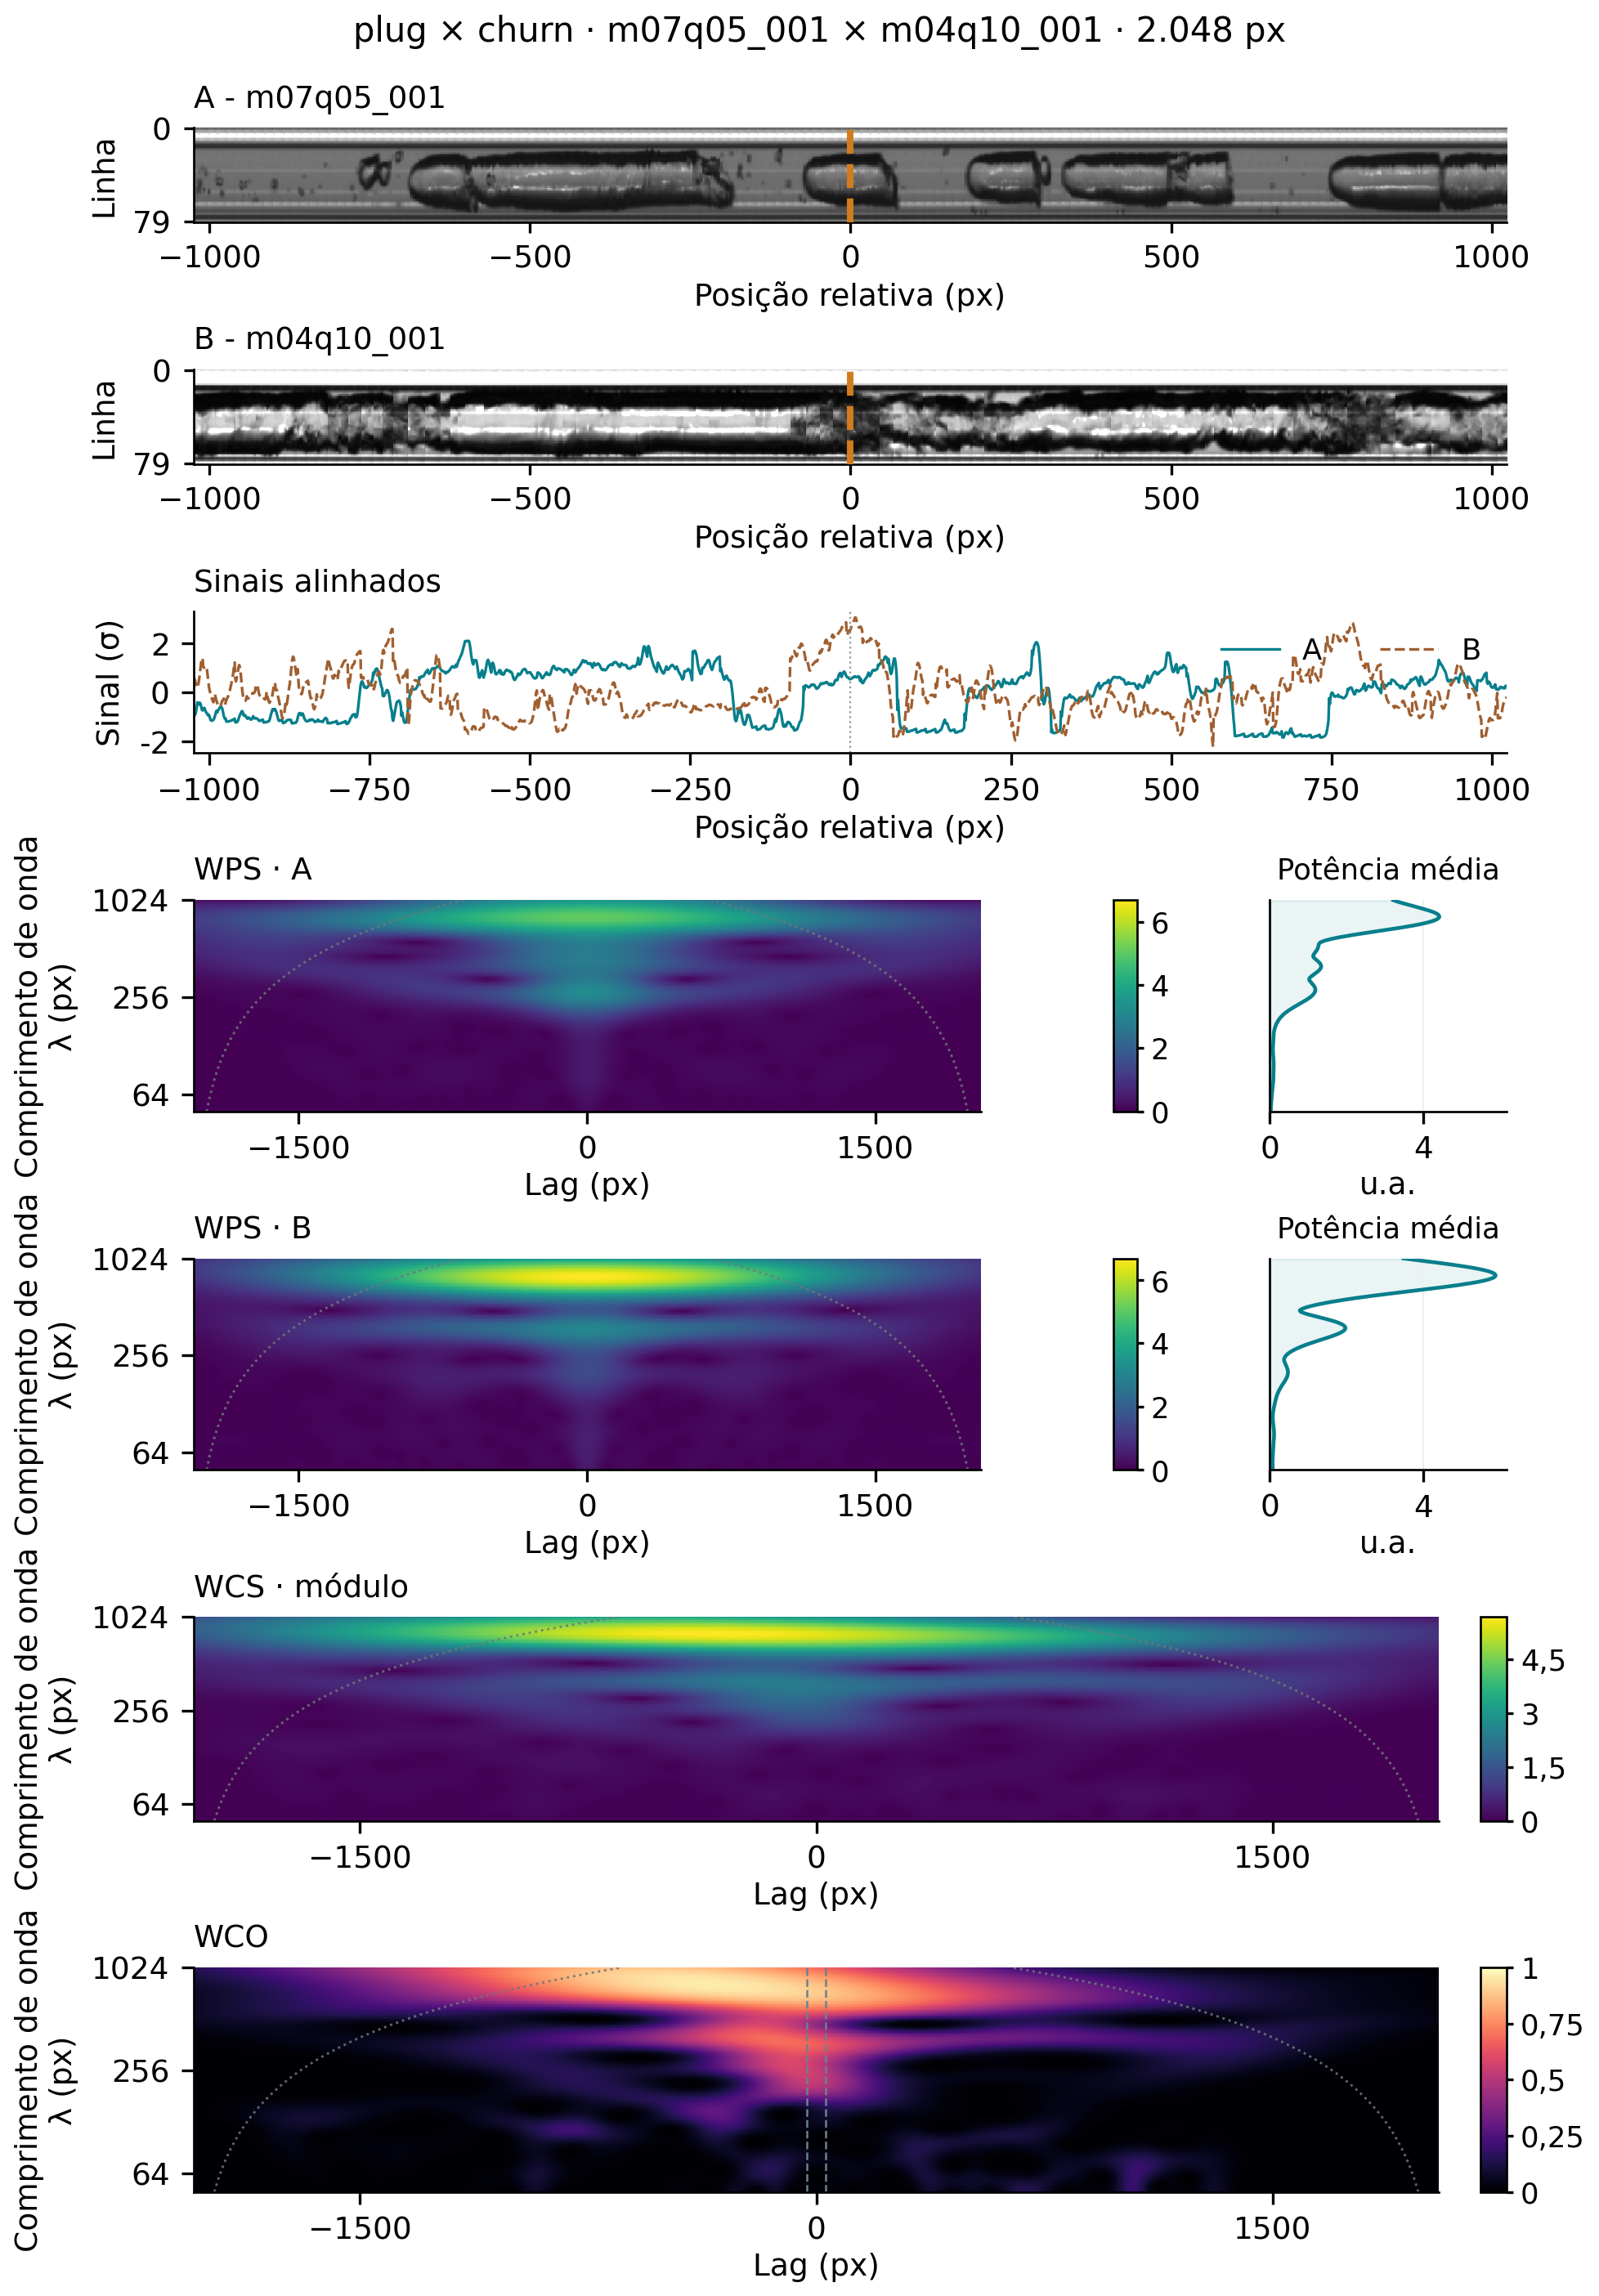 plug × churn · m07q05_001 × m04q10_001 · 2.048 px
A - m07q05_001
Linha
0
79
−1000 −500 0 500 1000
Posição relativa (px)
B - m04q10_001
Linha
0
79
−1000 −500 0 500 1000
Posição relativa (px)
Sinais alinhados
Sinal (σ)
2
0
-2
A B
−1000 −750 −500 −250 0 250 500 750 1000
Posição relativa (px)
WPS · A
Comprimento de onda
λ (px)
1024
256
64
−1500 0 1500
Lag (px)
6
4
2
0
Potência média
0 4
u.a.
WPS · B
Comprimento de onda
λ (px)
1024
256
64
−1500 0 1500
Lag (px)
6
4
2
0
Potência média
0 4
u.a.
WCS · módulo
Comprimento de onda
λ (px)
1024
256
64
−1500 0 1500
Lag (px)
4,5
3
1,5
0
WCO
Comprimento de onda
λ (px)
1024
256
64
−1500 0 1500
Lag (px)
1
0,75
0,5
0,25
0